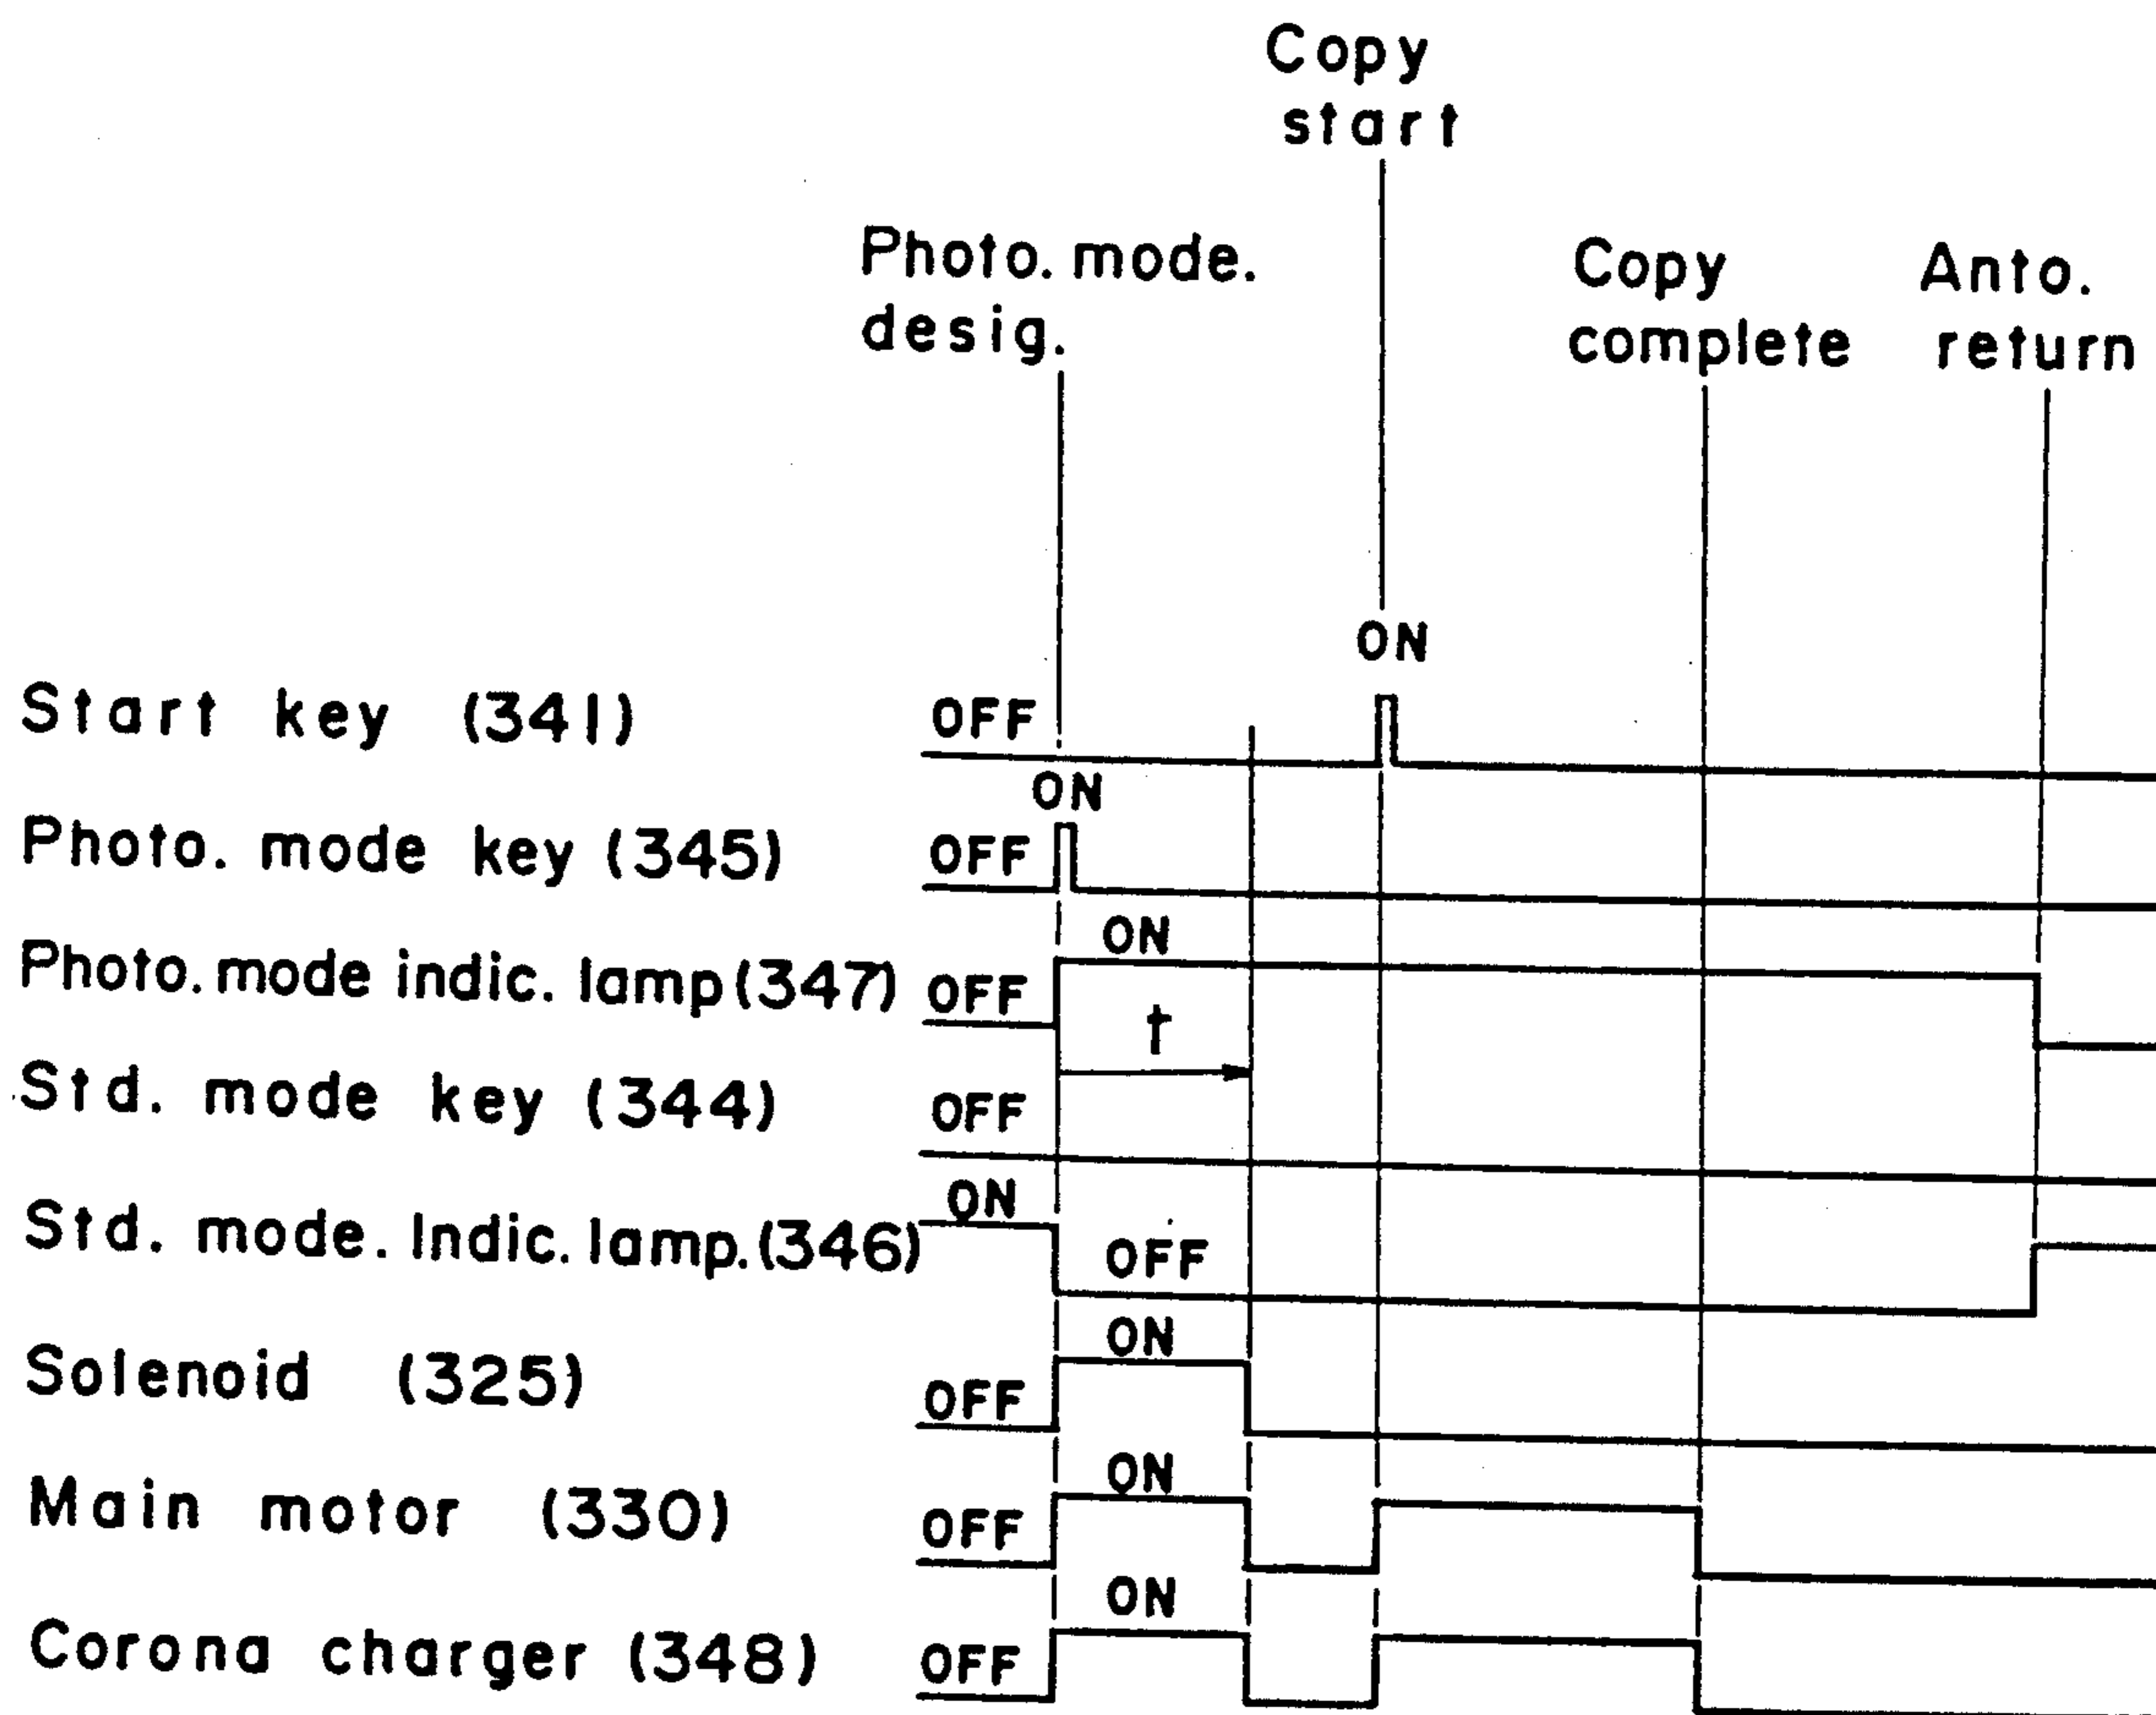 Copy
start
Photo. mode.
desig.
Copy
complete
Anto.
return
ON
Start key (341) OFF
ON
Photo. mode key (345) OFF
ON
Photo. mode indic. lamp (347) OFF
t
Std. mode key (344) OFF
ON
Std. mode. Indic. lamp. (346) OFF
ON
Solenoid (325) OFF
ON
Main motor (330) OFF
ON
Corona charger (348) OFF